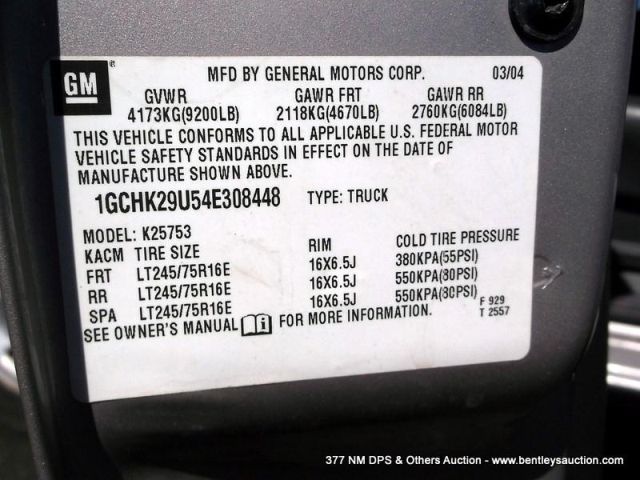 GM ® MFD BY GENERAL MOTORS CORP. 03/04
GVWR GAWR FRT GAWR RR
4173KG(9200LB) 2118KG(4670LB) 2760KG(6084LB)
THIS VEHICLE CONFORMS TO ALL APPLICABLE U.S. FEDERAL MOTOR
VEHICLE SAFETY STANDARDS IN EFFECT ON THE DATE OF
MANUFACTURE SHOWN ABOVE.
1GCHK29U54E308448 TYPE: TRUCK
MODEL: K25753
KACM TIRE SIZE RIM COLD TIRE PRESSURE
FRT LT245/75R16E 16X6.5J 380KPA(55PSI)
RR LT245/75R16E 16X6.5J 550KPA(80PSI)
SPA LT245/75R16E 16X6.5J 550KPA(80PSI)
SEE OWNER'S MANUAL FOR MORE INFORMATION.
F 929
T 2557
377 NM DPS & Others Auction - www.bentleysauction.com